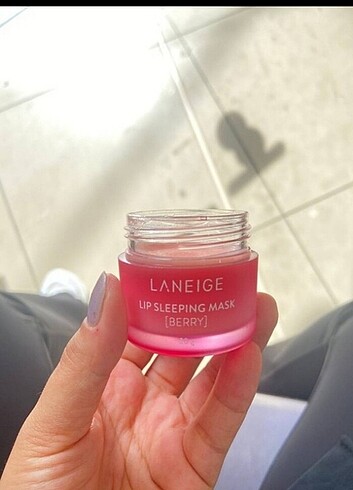 LANEIGE
LIP SLEEPING MASK
[BERRY]